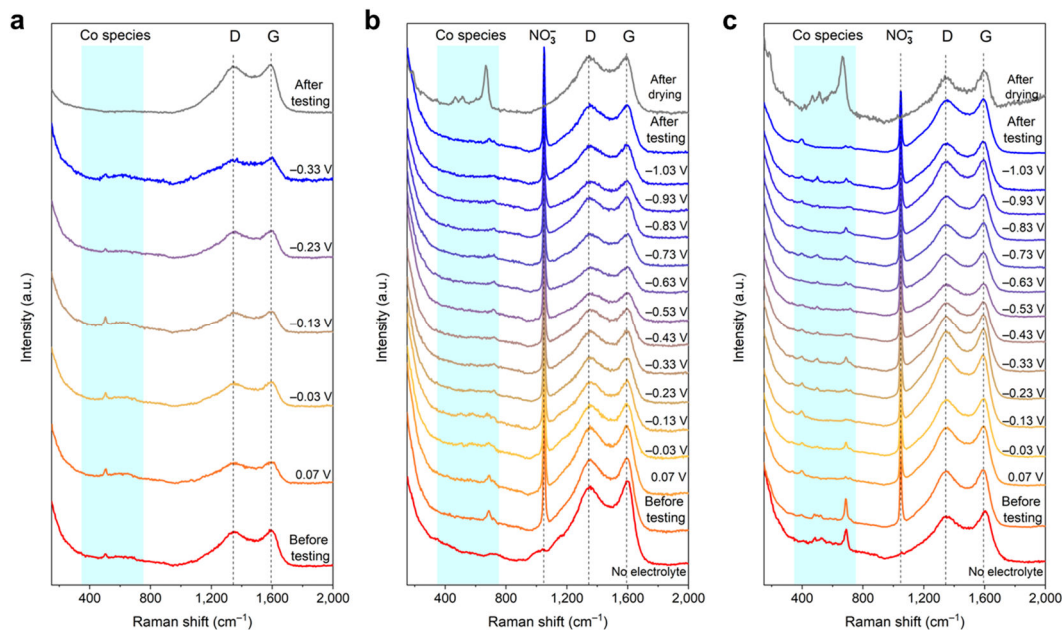 a
Co species D G
After
testing
−0.33 V
−0.23 V
−0.13 V
−0.03 V
0.07 V
Before
testing
Intensity (a.u.)
400 800 1,200 1,600 2,000
Raman shift (cm⁻¹)
b
Co species NO₃⁻ D G
After
drying
After
testing
−1.03 V
−0.93 V
−0.83 V
−0.73 V
−0.63 V
−0.53 V
−0.43 V
−0.33 V
−0.23 V
−0.13 V
−0.03 V
0.07 V
Before
testing
No electrolyte
Intensity (a.u.)
400 800 1,200 1,600 2,000
Raman shift (cm⁻¹)
c
Co species NO₃⁻ D G
After
drying
After
testing
−1.03 V
−0.93 V
−0.83 V
−0.73 V
−0.63 V
−0.53 V
−0.43 V
−0.33 V
−0.23 V
−0.13 V
−0.03 V
0.07 V
Before
testing
No electrolyte
Intensity (a.u.)
400 800 1,200 1,600 2,000
Raman shift (cm⁻¹)